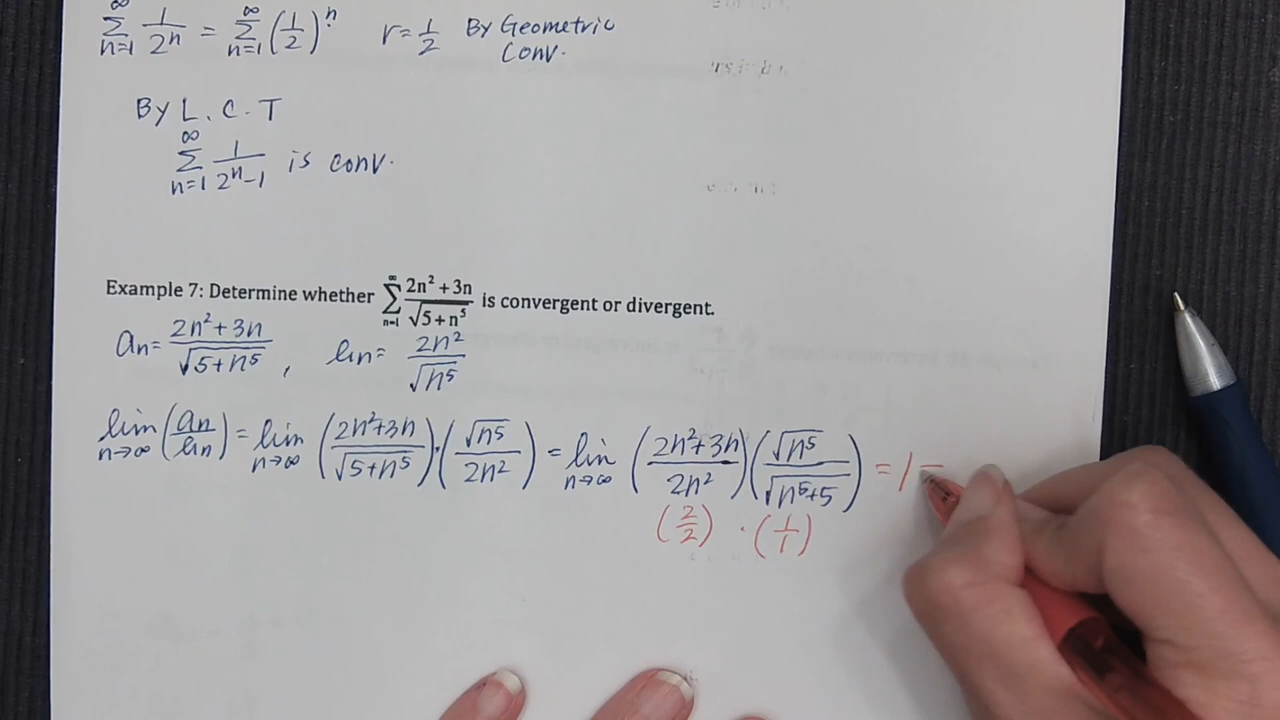 ∞ Σ n=1 1/2ⁿ = ∞ Σ n=1 (1/2)ⁿ r = 1/2 By Geometric
Conv.
By L.C.T
∞ Σ n=1 1/(2ⁿ-1) is conv.
Example 7: Determine whether ∞ Σ n=1 (2n² + 3n)/√(5 + n⁵) is convergent or divergent.
an = (2n² + 3n)/√(5 + n⁵) , bn = 2n²/√(n⁵)
lim n→∞ (an/bn) = lim n→∞ ((2n²+3n)/√(5+n⁵)) · (√(n⁵)/(2n²)) = lim n→∞ ((2n²+3n)/(2n²)) (√(n⁵)/√(n⁵+5)) = 1
(2/2) · (1/1)